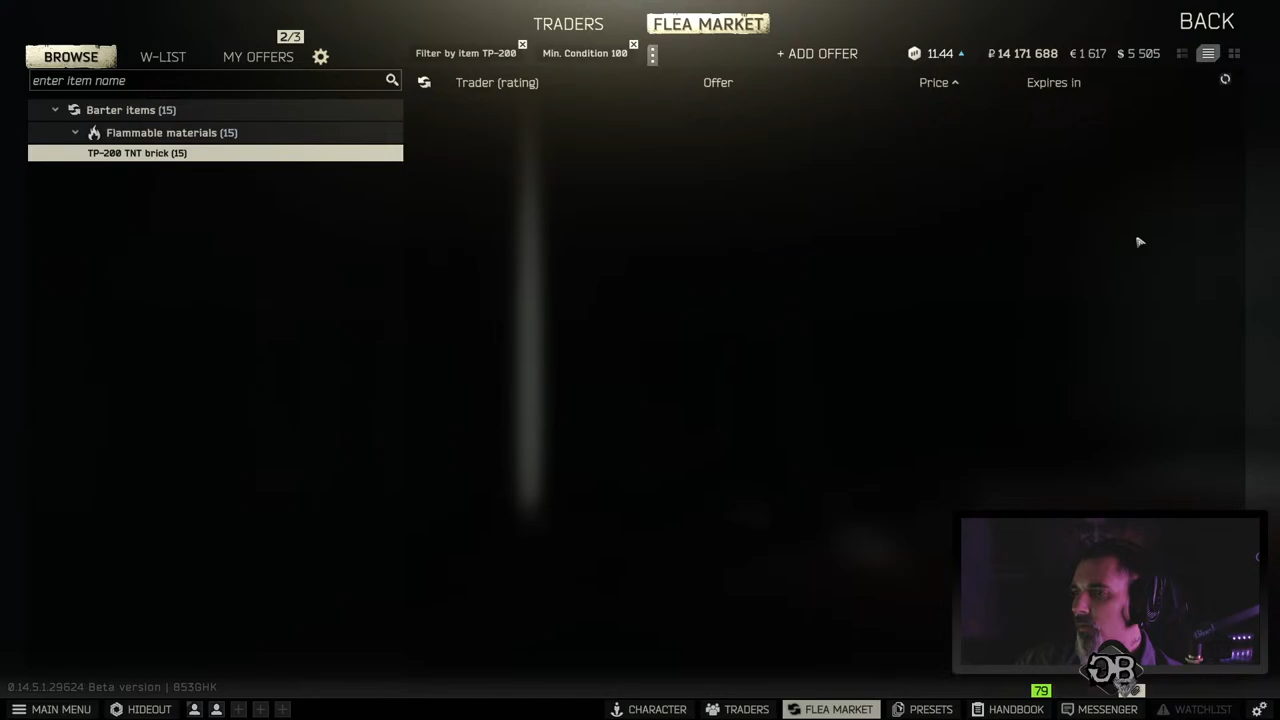 TRADERS
FLEA MARKET
BACK
2/3
BROWSE
W-LIST
MY OFFERS
Filter by item TP-200
Min. Condition 100
+ ADD OFFER
1144
₽ 14 171 688
€ 1 617
$ 5 505
enter item name
Trader (rating)
Offer
Price
Expires in
Barter items (15)
Flammable materials (15)
TP-200 TNT brick (15)
0.14.5.1.29624 Beta version | 853GHK
79
MAIN MENU
HIDEOUT
CHARACTER
TRADERS
FLEA MARKET
PRESETS
HANDBOOK
MESSENGER
WATCHLIST